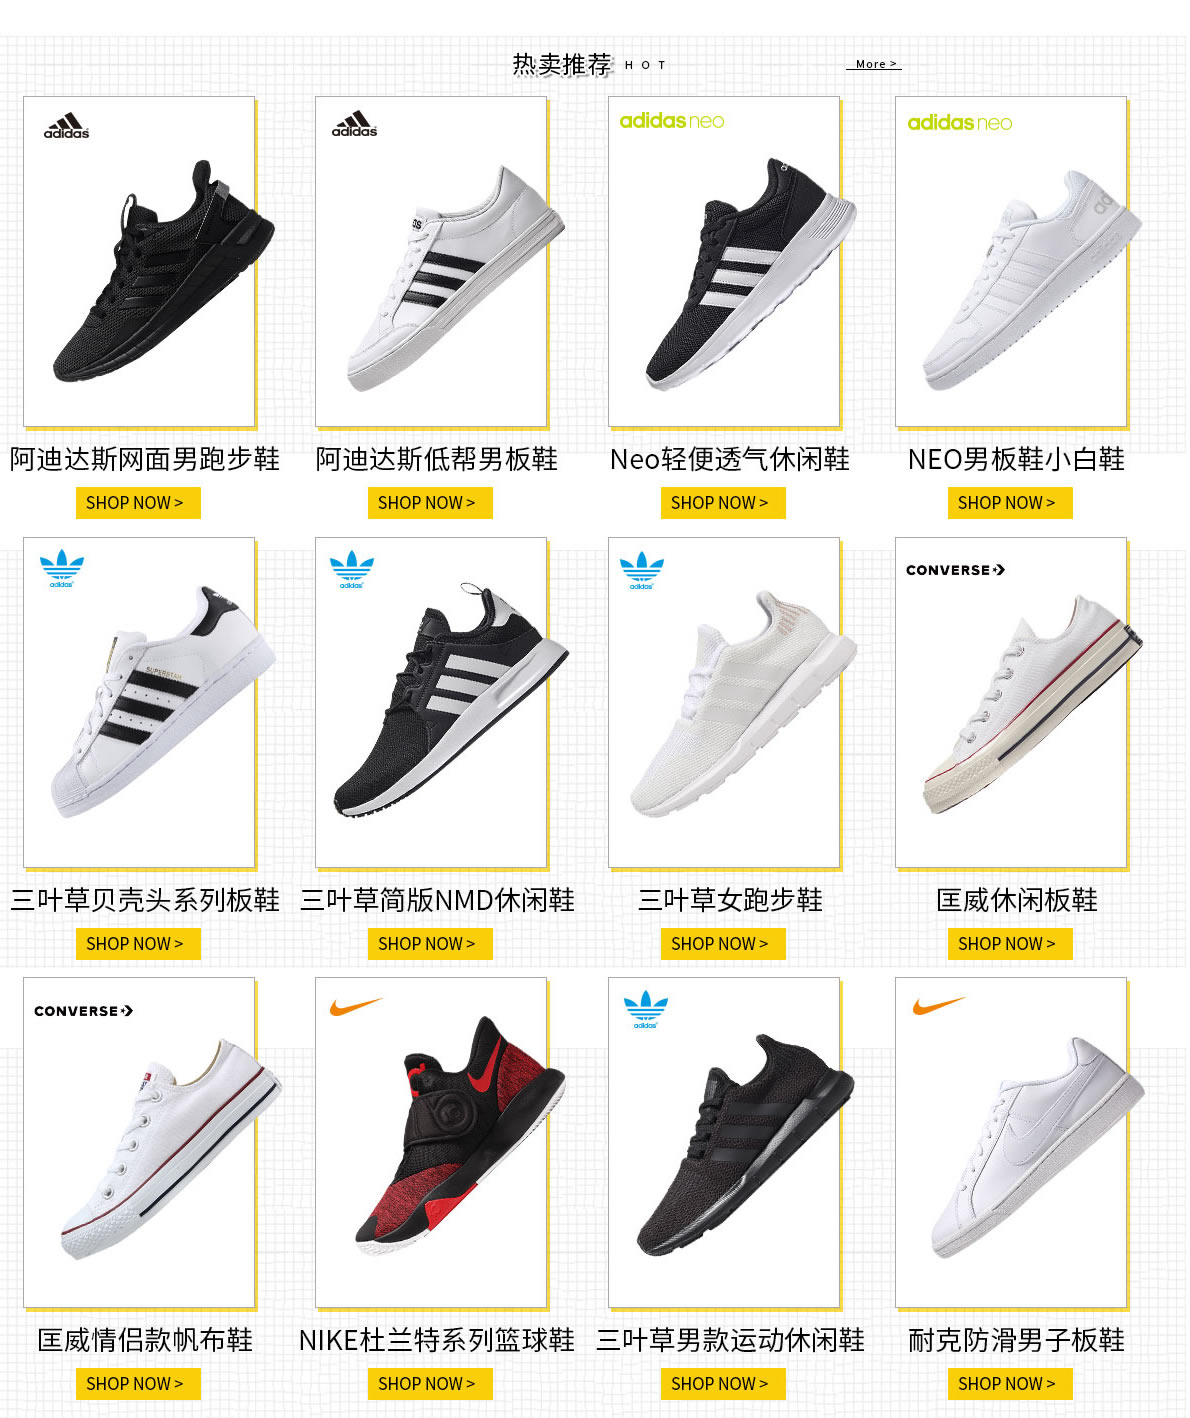 热卖推荐 HOT
More >
adidas
adidas
adidas neo
adidas neo
阿迪达斯网面男跑步鞋
阿迪达斯低帮男板鞋
Neo轻便透气休闲鞋
NEO男板鞋小白鞋
SHOP NOW >
SHOP NOW >
SHOP NOW >
SHOP NOW >
adidas
adidas
adidas
CONVERSE
SUPERSTAR
三叶草贝壳头系列板鞋
三叶草简版NMD休闲鞋
三叶草女跑步鞋
匡威休闲板鞋
SHOP NOW >
SHOP NOW >
SHOP NOW >
SHOP NOW >
CONVERSE
adidas
匡威情侣款帆布鞋
NIKE杜兰特系列篮球鞋
三叶草男款运动休闲鞋
耐克防滑男子板鞋
SHOP NOW >
SHOP NOW >
SHOP NOW >
SHOP NOW >